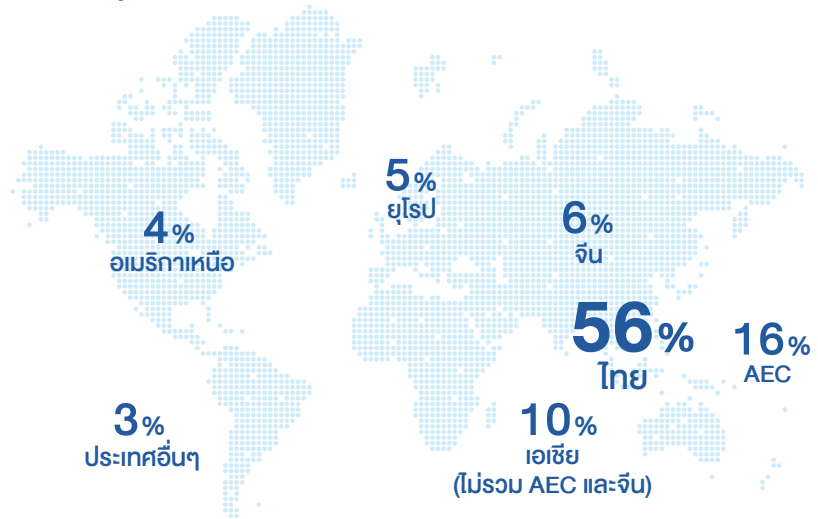 5%
ยุโรป
4%
อเมริกาเหนือ
6%
จีน
56%
ไทย
16%
AEC
3%
ประเทศอื่นๆ
10%
เอเชีย
(ไม่รวม AEC และจีน)